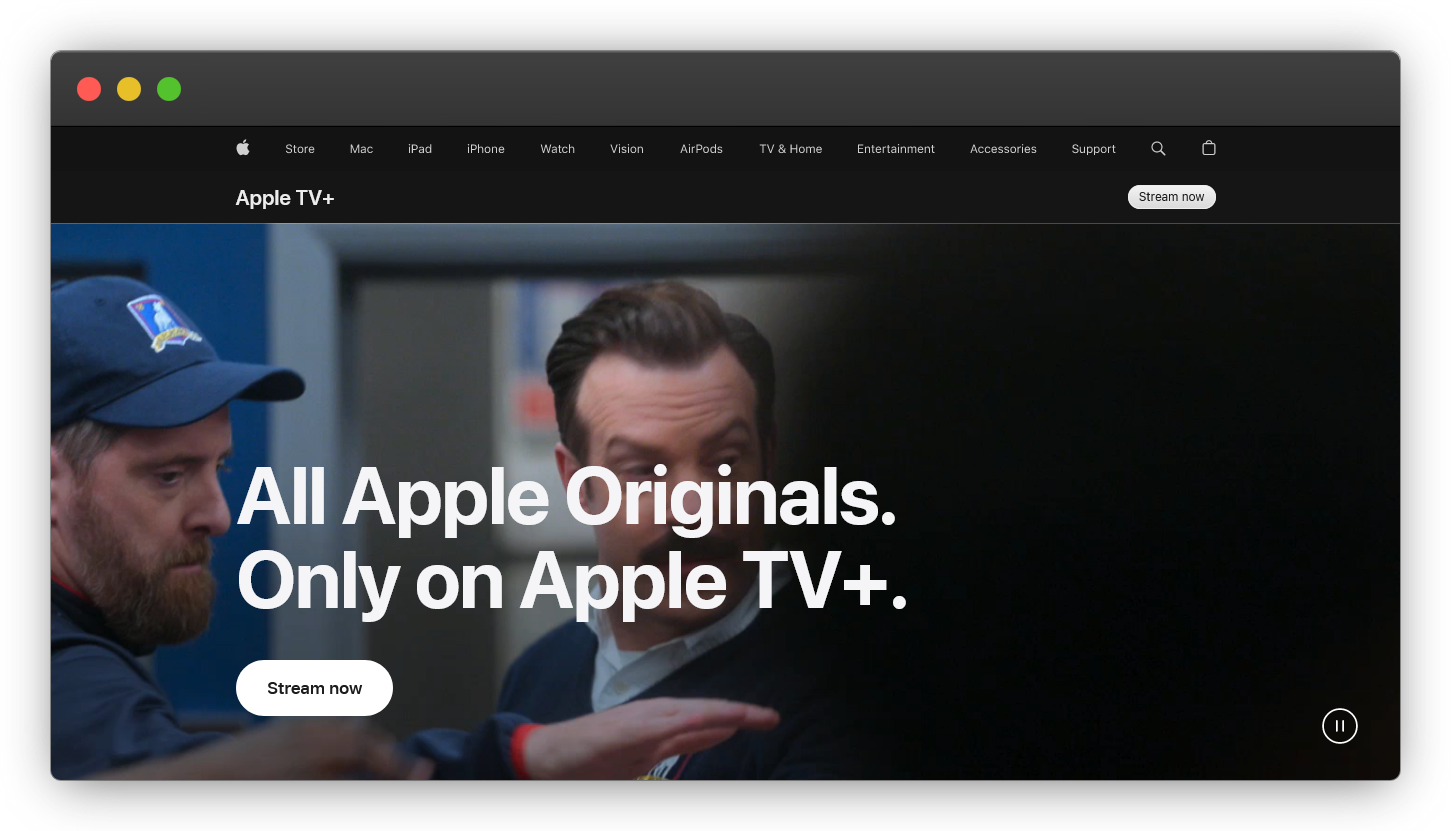 Store Mac iPad iPhone Watch Vision AirPods TV & Home Entertainment Accessories Support
Apple TV+ Stream now
All Apple Originals.
Only on Apple TV+.
Stream now